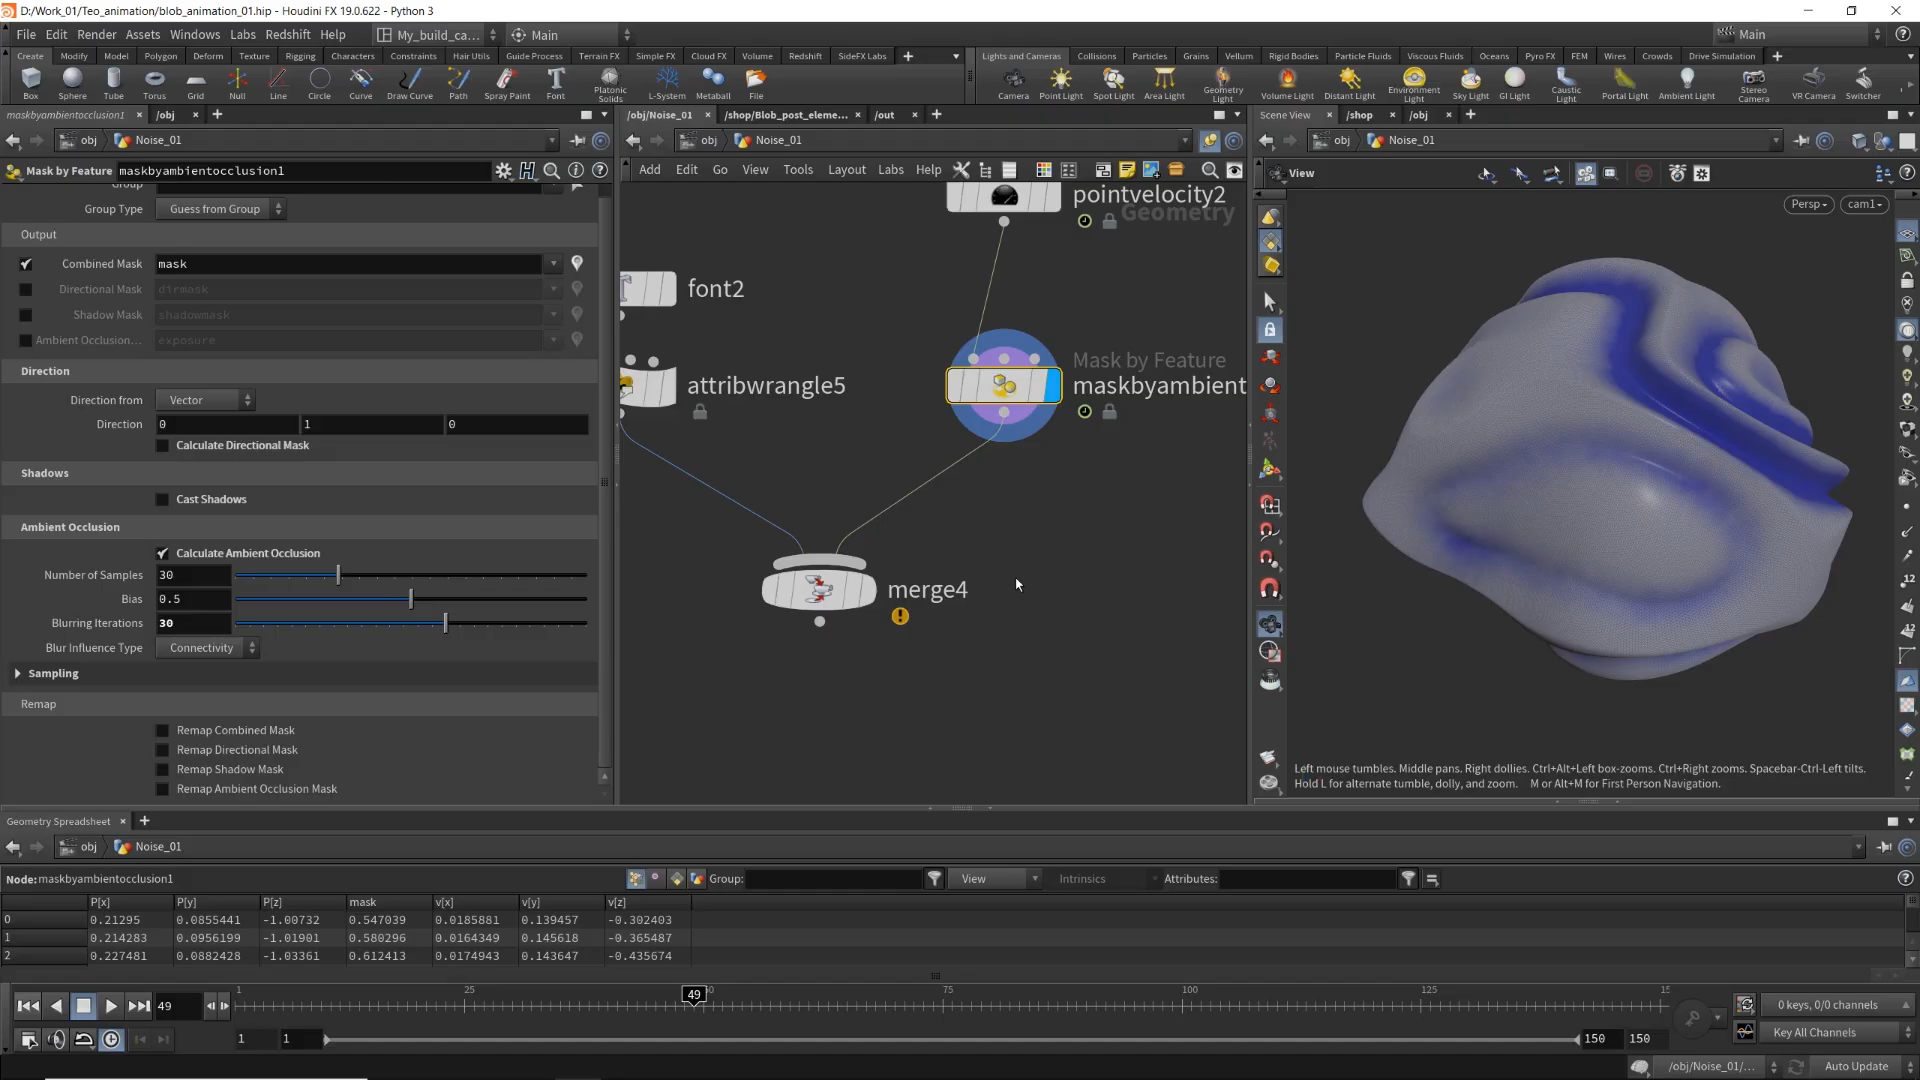 D:/Work_01/Teo_animation/blob_animation_01.hip - Houdini FX 19.0.622 - Python 3
File Edit Render Assets Windows Labs Redshift Help My_build_ca... Main Main
Create Modify Model Polygon Deform Texture Rigging Characters Constraints Hair Utils Guide Process Terrain FX Simple FX Cloud FX Volume Redshift SideFX Labs
Lights and Cameras Collisions Particles Grains Vellum Rigid Bodies Particle Fluids Viscous Fluids Oceans Pyro FX FEM Wires Crowds Drive Simulation
Box Sphere Tube Torus Grid Null Line Circle Curve Draw Curve Path Spray Paint Font Platonic Solids L-System Metaball File
Camera Point Light Spot Light Area Light Geometry Light Volume Light Distant Light Environment Light Sky Light GI Light Caustic Light Portal Light Ambient Light Stereo Camera VR Camera Switcher
maskbyambientocclusion1 /obj
obj Noise_01
Mask by Feature maskbyambientocclusion1
Group
Group Type Guess from Group
Output
Combined Mask mask
Directional Mask dirmask
Shadow Mask shadowmask
Ambient Occlusion... exposure
Direction
Direction from Vector
Direction 0 1 0
Calculate Directional Mask
Shadows
Cast Shadows
Ambient Occlusion
Calculate Ambient Occlusion
Number of Samples 30
Bias 0.5
Blurring Iterations 30
Blur Influence Type Connectivity
Sampling
Remap
Remap Combined Mask
Remap Directional Mask
Remap Shadow Mask
Remap Ambient Occlusion Mask
/obj/Noise_01 /shop/Blob_post_eleme... /out
obj Noise_01
Add Edit Go View Tools Layout Labs Help
pointvelocity2
Geometry
font2
Mask by Feature
attribwrangle5
maskbyambient
merge4
Scene View /shop /obj
obj Noise_01
View
Persp cam1
12
12
Left mouse tumbles. Middle pans. Right dollies. Ctrl+Alt+Left box-zooms. Ctrl+Right zooms. Spacebar-Ctrl-Left tilts.
Hold L for alternate tumble, dolly, and zoom. M or Alt+M for First Person Navigation.
Geometry Spreadsheet
obj Noise_01
Node: maskbyambientocclusion1 Group: View Intrinsics Attributes:
P[x] P[y] P[z] mask v[x] v[y] v[z]
0 0.21295 0.0855441 -1.00732 0.547039 0.0185881 0.139457 -0.302403
1 0.214283 0.0956199 -1.01901 0.580296 0.0164349 0.145618 -0.365487
2 0.227481 0.0882428 -1.03361 0.612413 0.0174943 0.143647 -0.435674
49 1 25 49 75 100 125
0 keys, 0/0 channels
1 1 150 150 Key All Channels
/obj/Noise_01/... Auto Update